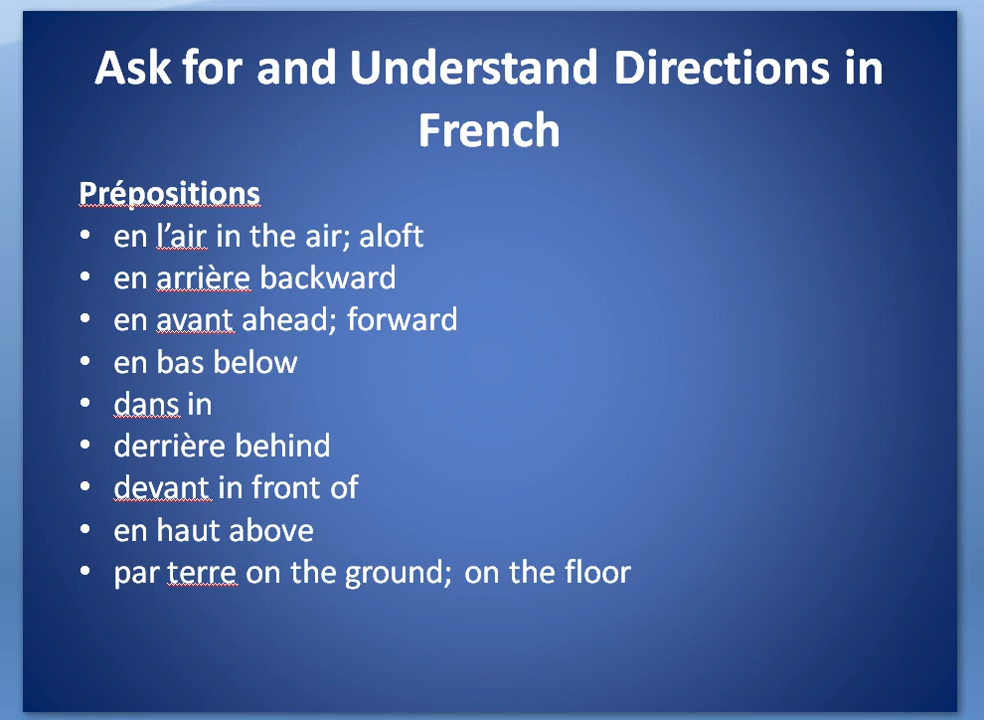 Ask for and Understand Directions in
French
Prépositions
• en l’air in the air; aloft
• en arrière backward
• en avant ahead; forward
• en bas below
• dans in
• derrière behind
• devant in front of
• en haut above
• par terre on the ground; on the floor